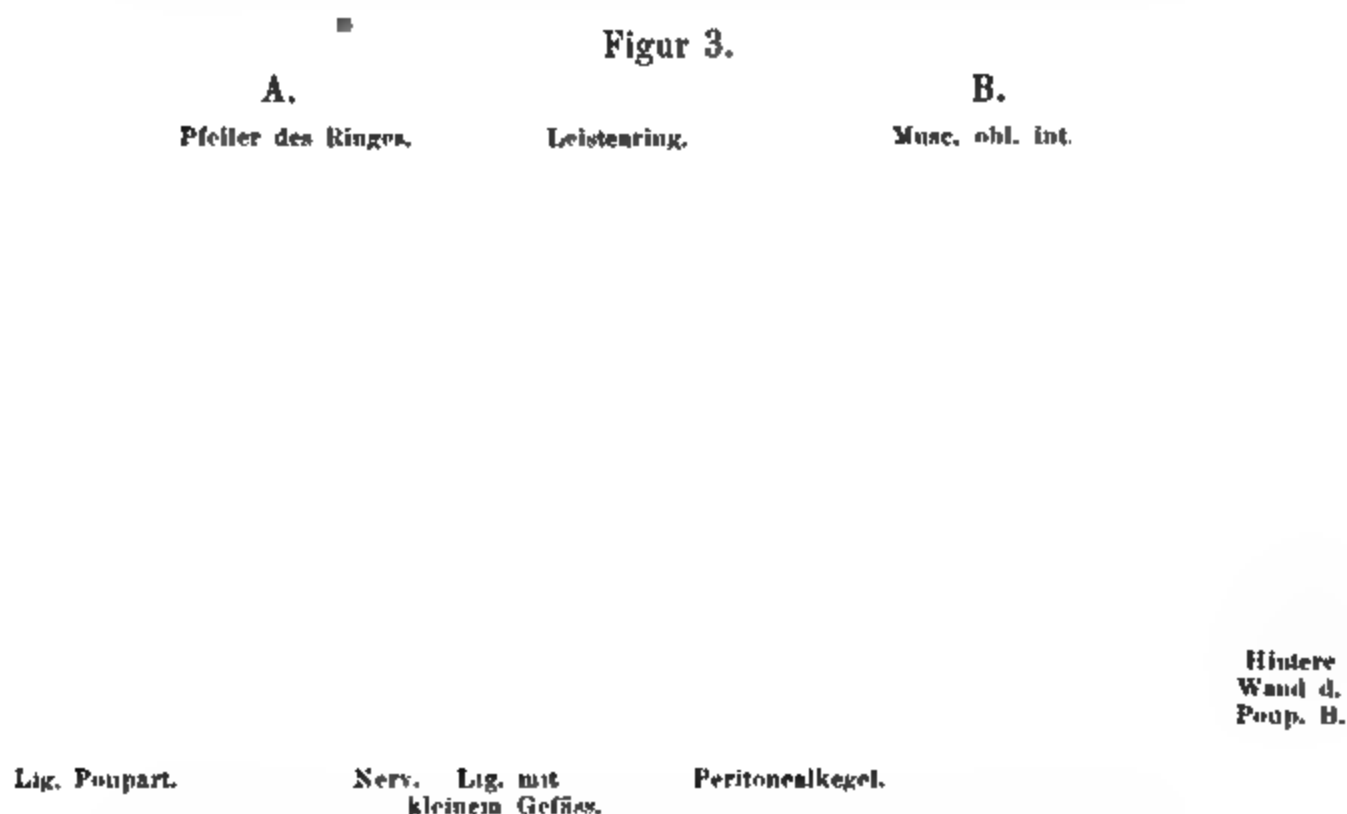 Figur 3.
A. B.
Pfeiler des Ringes. Leistenring. Musc. obl. int.
Hintere
Wand d.
Poup. B.
Lig. Poupart. Nerv. Lig. mit Peritonealkegel.
kleinem Gefäss.